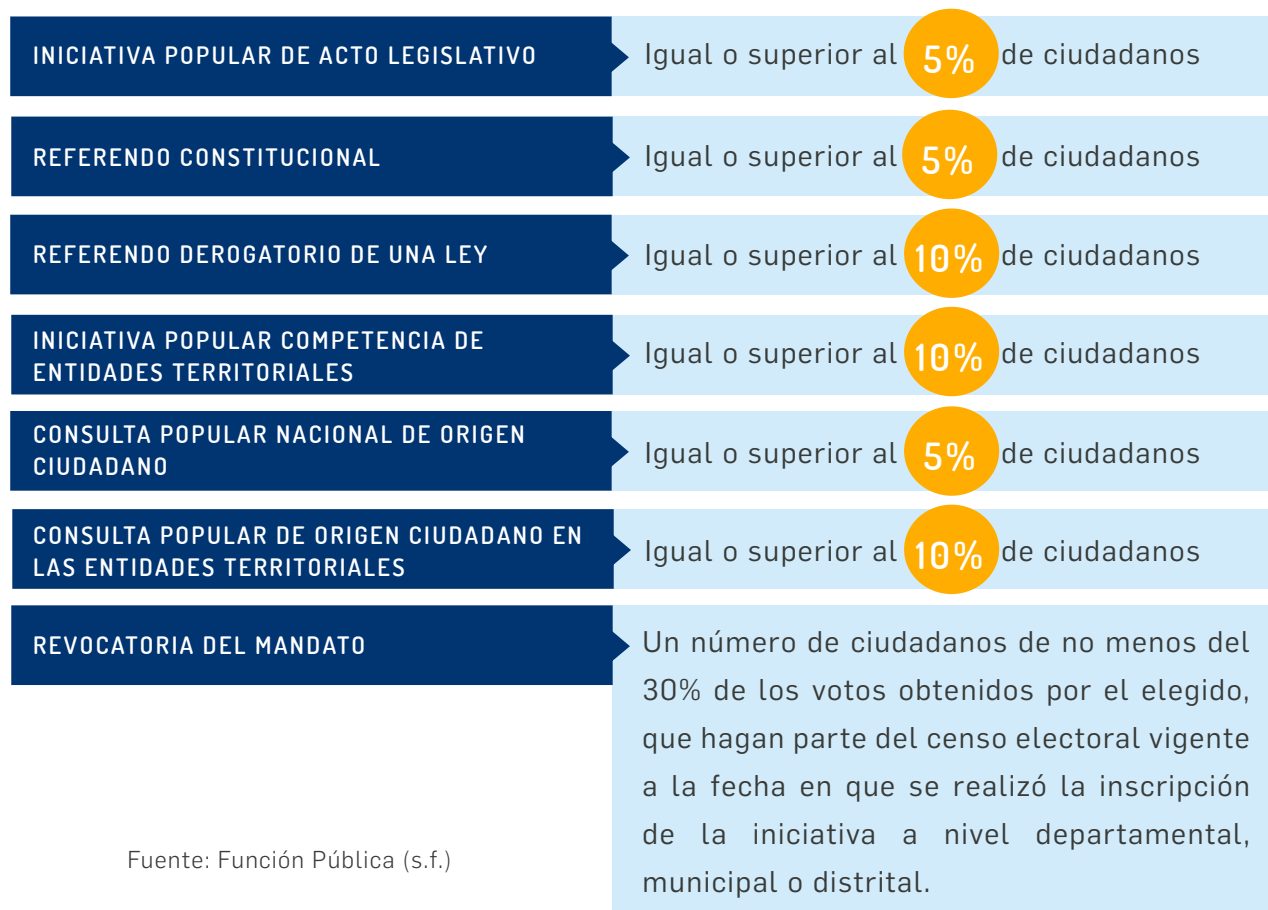 INICIATIVA POPULAR DE ACTO LEGISLATIVO
Igual o superior al 5% de ciudadanos
REFERENDO CONSTITUCIONAL
Igual o superior al 5% de ciudadanos
REFERENDO DEROGATORIO DE UNA LEY
Igual o superior al 10% de ciudadanos
INICIATIVA POPULAR COMPETENCIA DE
ENTIDADES TERRITORIALES
Igual o superior al 10% de ciudadanos
CONSULTA POPULAR NACIONAL DE ORIGEN
CIUDADANO
Igual o superior al 5% de ciudadanos
CONSULTA POPULAR DE ORIGEN CIUDADANO EN
LAS ENTIDADES TERRITORIALES
Igual o superior al 10% de ciudadanos
REVOCATORIA DEL MANDATO
Un número de ciudadanos de no menos del
30% de los votos obtenidos por el elegido,
que hagan parte del censo electoral vigente
a la fecha en que se realizó la inscripción
de la iniciativa a nivel departamental,
municipal o distrital.
Fuente: Función Pública (s.f.)